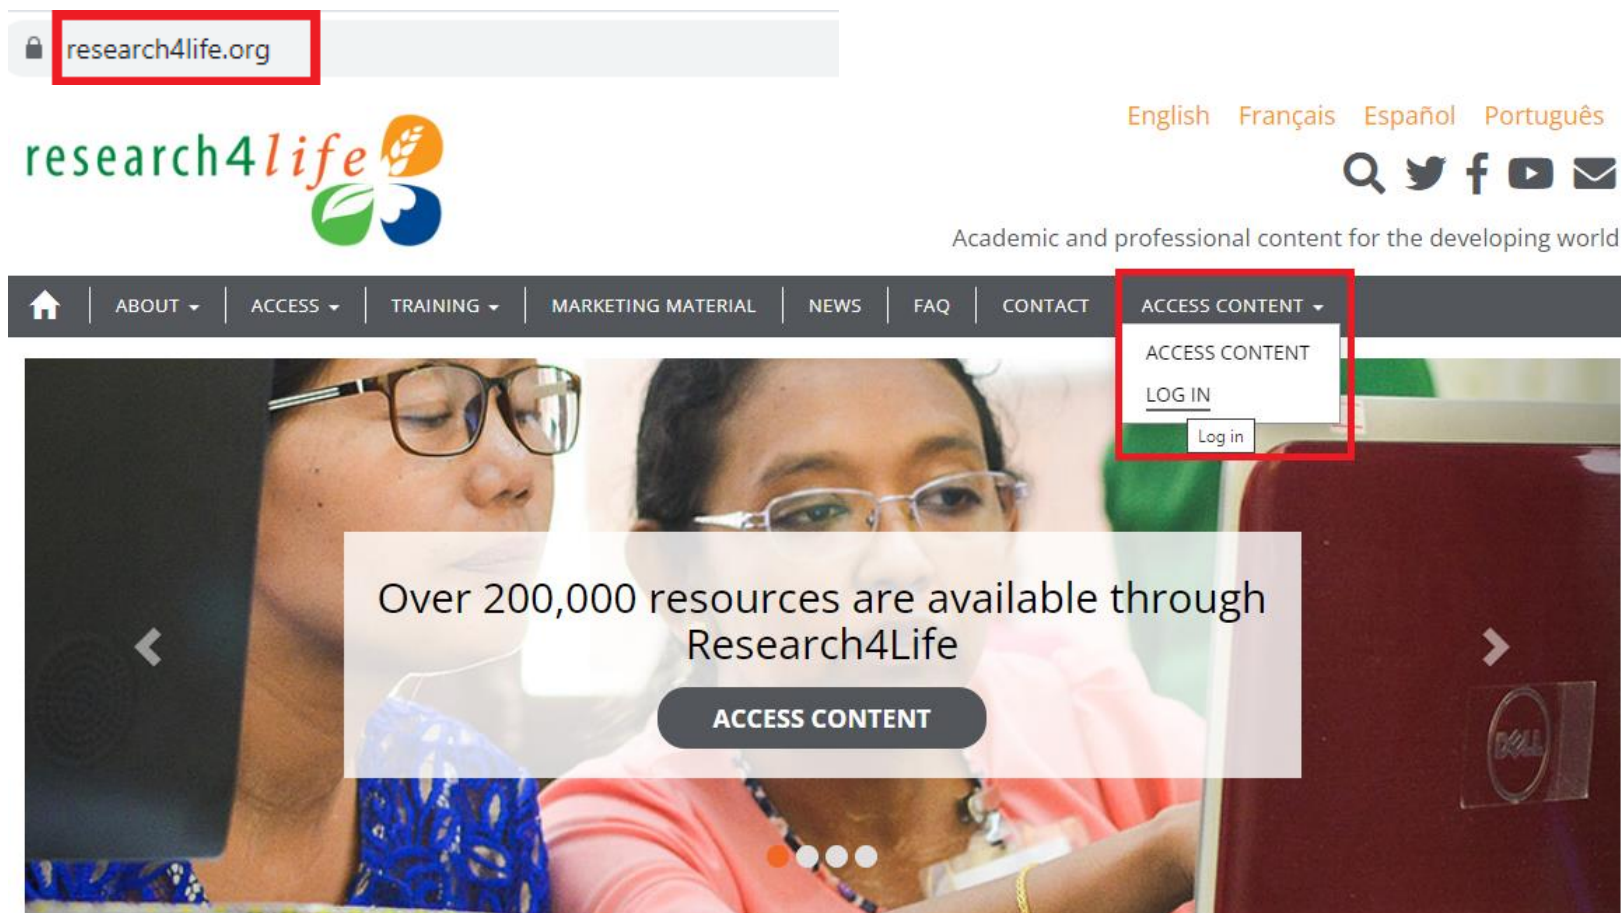 research4life.org
research4life
English Français Español Português
Academic and professional content for the developing world
ABOUT ACCESS TRAINING MARKETING MATERIAL NEWS FAQ CONTACT ACCESS CONTENT
ACCESS CONTENT
LOG IN
Log in
Over 200,000 resources are available through
Research4Life
ACCESS CONTENT
DELL